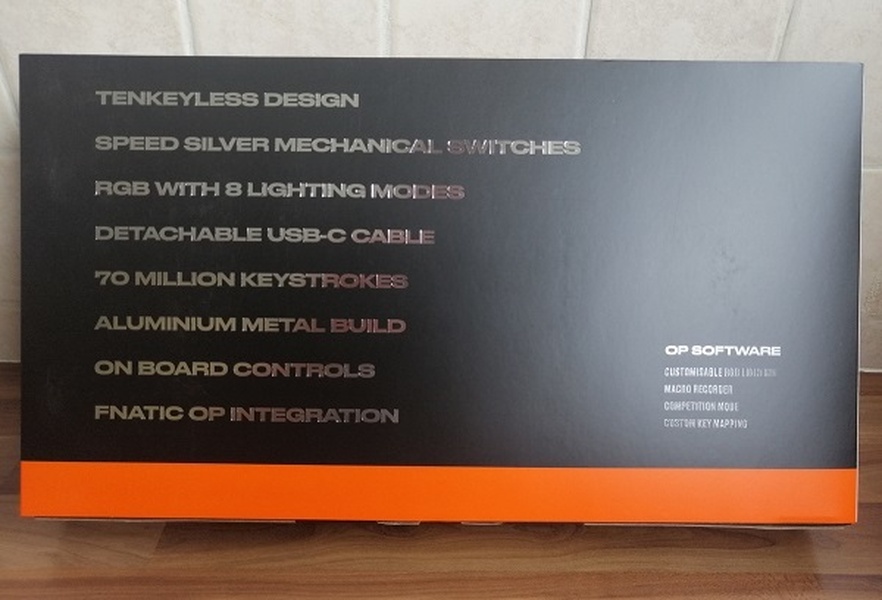 TENKEYLESS DESIGN
SPEED SILVER MECHANICAL SWITCHES
RGB WITH 8 LIGHTING MODES
DETACHABLE USB-C CABLE
70 MILLION KEYSTROKES
ALUMINIUM METAL BUILD
ON BOARD CONTROLS
FNATIC OP INTEGRATION
OP SOFTWARE
CUSTOMISABLE RGB
MACRO RECORDER
COMPETITION MODE
CUSTOM KEY MAPPING